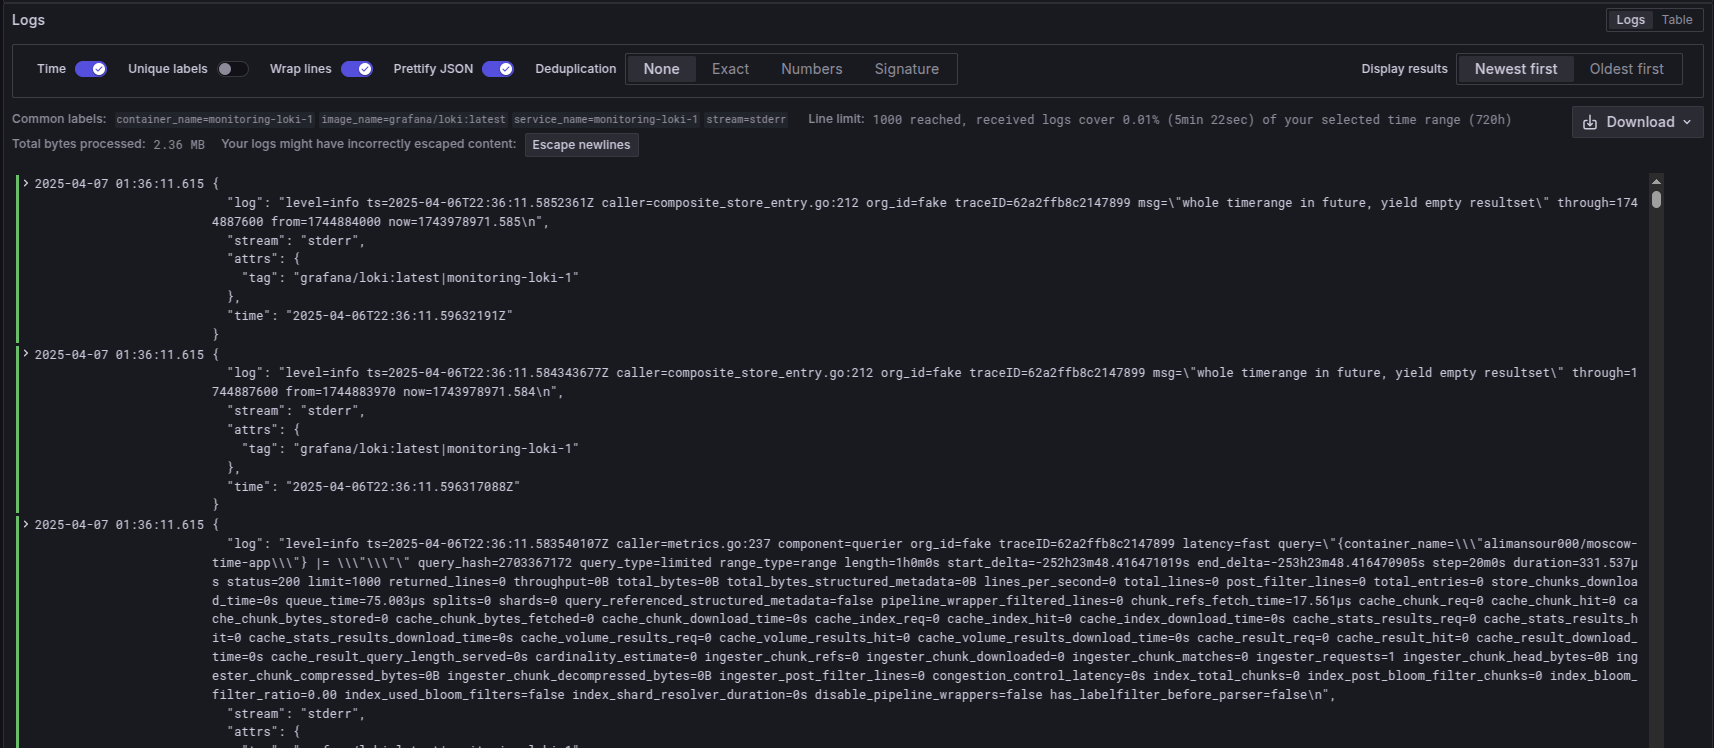 Logs
Logs Table
Time Unique labels Wrap lines Prettify JSON Deduplication None Exact Numbers Signature Display results Newest first Oldest first
Common labels: container_name=monitoring-loki-1 image_name=grafana/loki:latest service_name=monitoring-loki-1 stream=stderr Line limit: 1000 reached, received logs cover 0.01% (5min 22sec) of your selected time range (720h)
Download
Total bytes processed: 2.36 MB Your logs might have incorrectly escaped content: Escape newlines
2025-04-07 01:36:11.615 {
"log": "level=info ts=2025-04-06T22:36:11.5852361Z caller=composite_store_entry.go:212 org_id=fake traceID=62a2ffb8c2147899 msg=\"whole timerange in future, yield empty resultset\" through=174
4887600 from=1744884000 now=1743978971.585\n",
"stream": "stderr",
"attrs": {
"tag": "grafana/loki:latest|monitoring-loki-1"
},
"time": "2025-04-06T22:36:11.59632191Z"
}
2025-04-07 01:36:11.615 {
"log": "level=info ts=2025-04-06T22:36:11.584343677Z caller=composite_store_entry.go:212 org_id=fake traceID=62a2ffb8c2147899 msg=\"whole timerange in future, yield empty resultset\" through=1
744887600 from=1744883970 now=1743978971.584\n",
"stream": "stderr",
"attrs": {
"tag": "grafana/loki:latest|monitoring-loki-1"
},
"time": "2025-04-06T22:36:11.596317088Z"
}
2025-04-07 01:36:11.615 {
"log": "level=info ts=2025-04-06T22:36:11.583540107Z caller=metrics.go:237 component=querier org_id=fake traceID=62a2ffb8c2147899 latency=fast query=\"{container_name=\\\"alimansour000/moscow-
time-app\\\"} |= \\\"\\\"\" query_hash=2703367172 query_type=limited range_type=range length=1h0m0s start_delta=-252h23m48.416471019s end_delta=-253h23m48.416470905s step=20m0s duration=331.537µ
s status=200 limit=1000 returned_lines=0 throughput=0B total_bytes=0B total_bytes_structured_metadata=0B lines_per_second=0 total_lines=0 post_filter_lines=0 total_entries=0 store_chunks_downloa
d_time=0s queue_time=75.003µs splits=0 shards=0 query_referenced_structured_metadata=false pipeline_wrapper_filtered_lines=0 chunk_refs_fetch_time=17.561µs cache_chunk_req=0 cache_chunk_hit=0 ca
che_chunk_bytes_stored=0 cache_chunk_bytes_fetched=0 cache_chunk_download_time=0s cache_index_req=0 cache_index_hit=0 cache_index_download_time=0s cache_stats_results_req=0 cache_stats_results_h
it=0 cache_stats_results_download_time=0s cache_volume_results_req=0 cache_volume_results_hit=0 cache_volume_results_download_time=0s cache_result_req=0 cache_result_hit=0 cache_result_download_
time=0s cache_result_query_length_served=0s cardinality_estimate=0 ingester_chunk_refs=0 ingester_chunk_downloaded=0 ingester_chunk_matches=0 ingester_requests=1 ingester_chunk_head_bytes=0B ing
ester_chunk_compressed_bytes=0B ingester_chunk_decompressed_bytes=0B ingester_post_filter_lines=0 congestion_control_latency=0s index_total_chunks=0 index_post_bloom_filter_chunks=0 index_bloom_
filter_ratio=0.00 index_used_bloom_filters=false index_shard_resolver_duration=0s disable_pipeline_wrappers=false has_labelfilter_before_parser=false\n",
"stream": "stderr",
"attrs": {